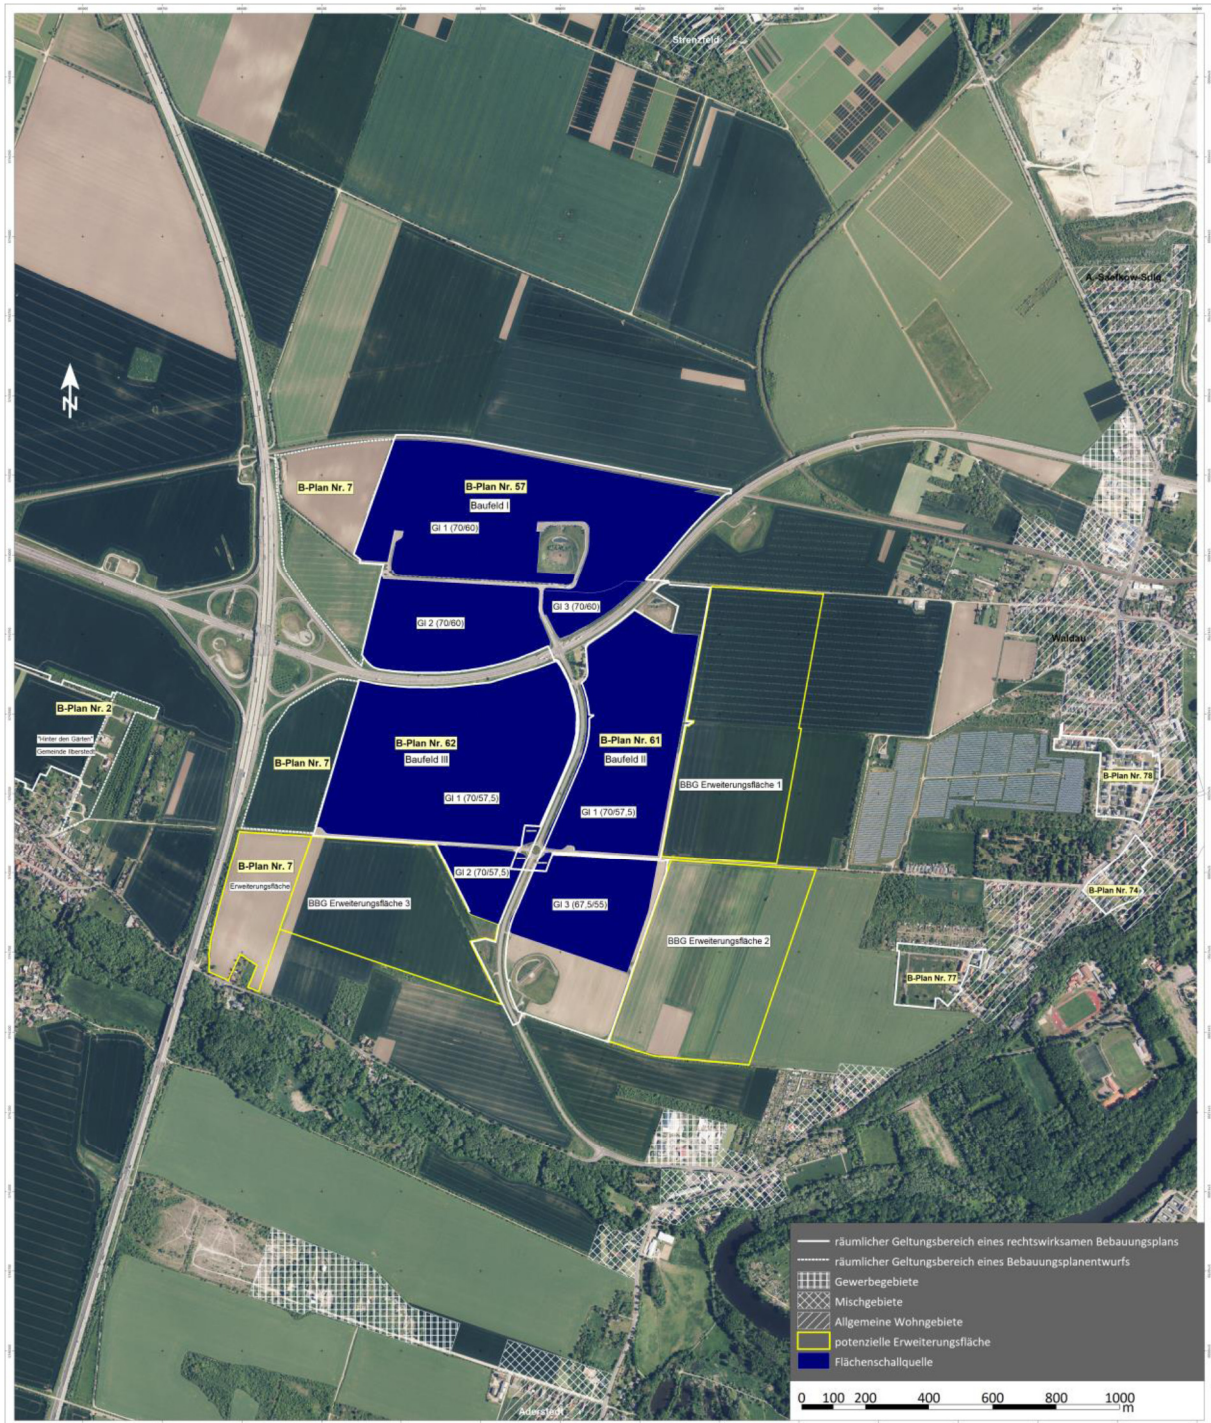 Strenzfeld
A.-Saefkow-Sdlg.
N
B-Plan Nr. 7
B-Plan Nr. 57
Baufeld I
GI 1 (70/60)
GI 3 (70/60)
GI 2 (70/60)
Waldau
B-Plan Nr. 2
"Hinter den Gärten"
Gemeinde Ilberstedt
B-Plan Nr. 7
B-Plan Nr. 62
Baufeld III
B-Plan Nr. 61
Baufeld II
B-Plan Nr. 78
BBG Erweiterungsfläche 1
GI 1 (70/57,5)
GI 1 (70/57,5)
B-Plan Nr. 7
Erweiterungsfläche
GI 2 (70/57,5)
B-Plan Nr. 74
BBG Erweiterungsfläche 3
GI 3 (67,5/55)
BBG Erweiterungsfläche 2
B-Plan Nr. 77
räumlicher Geltungsbereich eines rechtswirksamen Bebauungsplans
räumlicher Geltungsbereich eines Bebauungsplanentwurfs
Gewerbegebiete
Mischgebiete
Allgemeine Wohngebiete
potenzielle Erweiterungsfläche
Flächenschallquelle
0 100 200 400 600 800 1000
m
Aderstedt